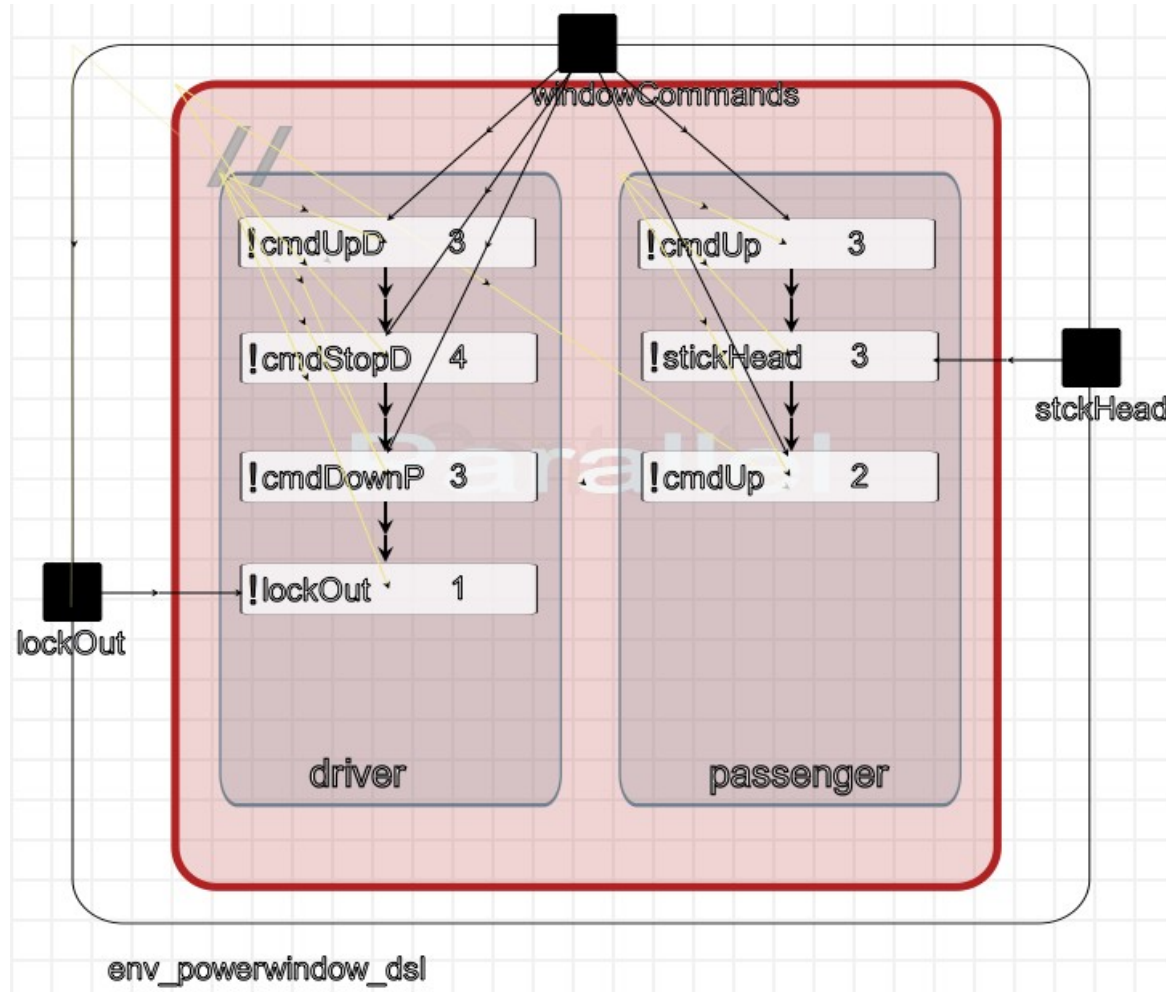 windowCommands
//
!cmdUpD 3
!cmdUp 3
!cmdStopD 4
!stickHead 3
stckHead
Parallel
!cmdDownP 3
!cmdUp 2
!lockOut 1
lockOut
driver
passenger
env_powerwindow_dsl